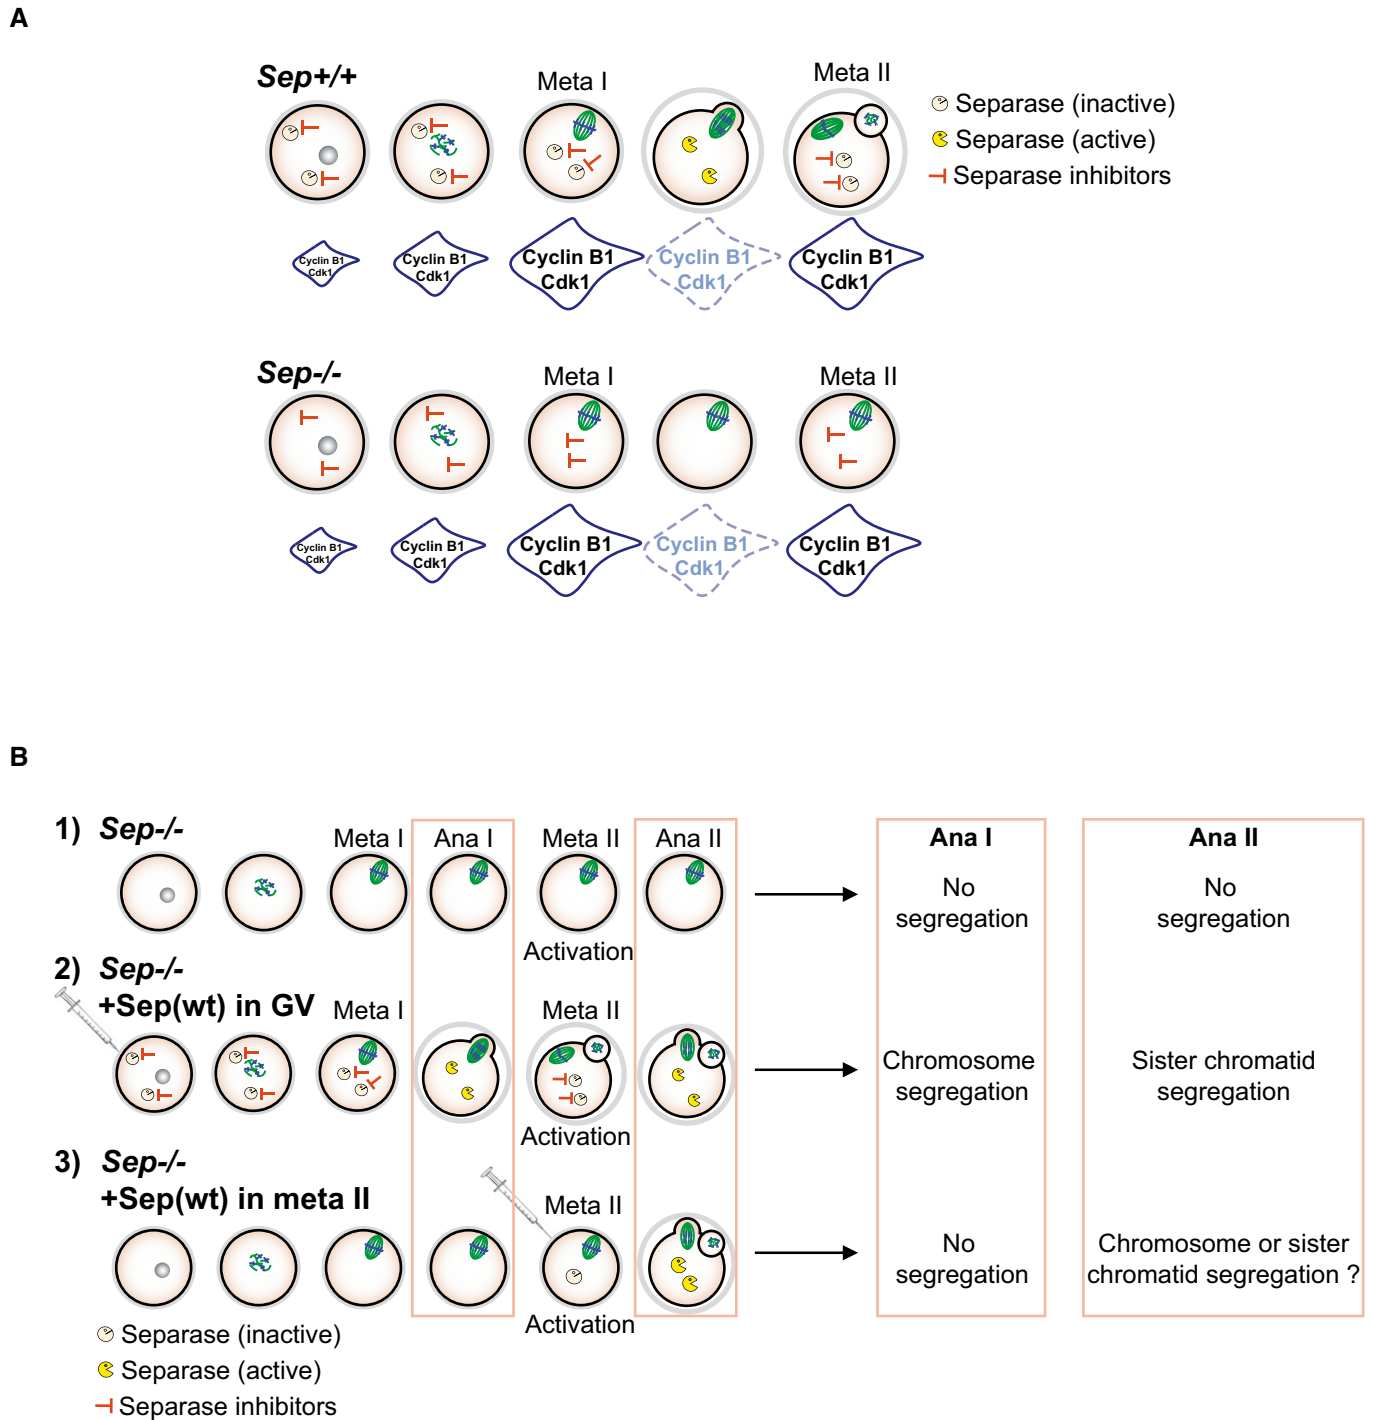 A
Sep+/+
Meta I
Meta II
Separase (inactive)
Separase (active)
Separase inhibitors
Cyclin B1
Cdk1
Cyclin B1
Cdk1
Cyclin B1
Cdk1
Cyclin B1
Cdk1
Cyclin B1
Cdk1
Sep-/-
Meta I
Meta II
Cyclin B1
Cdk1
Cyclin B1
Cdk1
Cyclin B1
Cdk1
Cyclin B1
Cdk1
Cyclin B1
Cdk1
B
1) Sep-/-
Meta I
Ana I
Meta II
Ana II
Activation
Ana I
Ana II
No
segregation
No
segregation
2) Sep-/-
+Sep(wt) in GV
Meta I
Meta II
Activation
Chromosome
segregation
Sister chromatid
segregation
3) Sep-/-
+Sep(wt) in meta II
Meta II
Activation
No
segregation
Chromosome or sister
chromatid segregation ?
Separase (inactive)
Separase (active)
Separase inhibitors